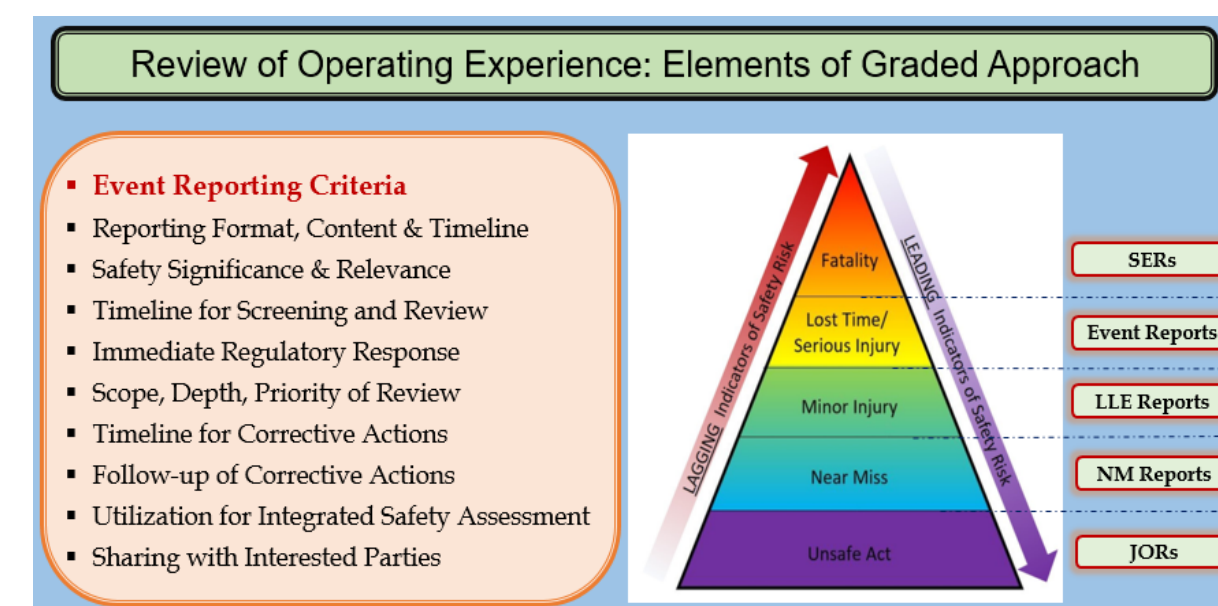 Review of Operating Experience: Elements of Graded Approach
▪ Event Reporting Criteria
▪ Reporting Format, Content & Timeline
▪ Safety Significance & Relevance
▪ Timeline for Screening and Review
▪ Immediate Regulatory Response
▪ Scope, Depth, Priority of Review
▪ Timeline for Corrective Actions
▪ Follow-up of Corrective Actions
▪ Utilization for Integrated Safety Assessment
▪ Sharing with Interested Parties
LAGGING Indicators of Safety Risk
Fatality
Lost Time/
Serious Injury
Minor Injury
Near Miss
Unsafe Act
LEADING Indicators of Safety Risk
SERs
Event Reports
LLE Reports
NM Reports
JORs